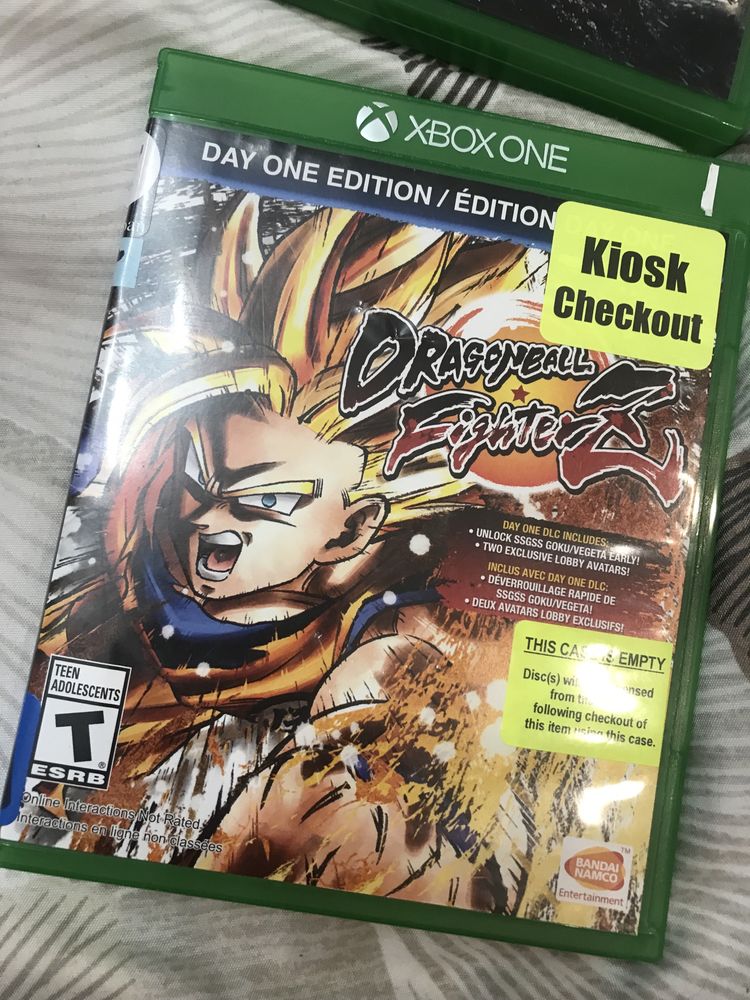 XBOX ONE
DAY ONE EDITION / ÉDITION DAY ONE
Kiosk
Checkout
DRAGONBALL
FighterZ
DAY ONE DLC INCLUDES:
• UNLOCK SSGSS GOKU/VEGETA EARLY!
• TWO EXCLUSIVE LOBBY AVATARS!
INCLUS AVEC DAY ONE DLC:
• DÉVERROUILLAGE RAPIDE DE
SSGSS GOKU/VEGETA!
• DEUX AVATARS LOBBY EXCLUSIFS!
THIS CASE IS EMPTY
Disc(s)
from
following checkout of
this item using this case.
TEEN
ADOLESCENTS
T
ESRB
Online Interactions Not Rated
Interactions en ligne non classées
BANDAI
NAMCO
Entertainment